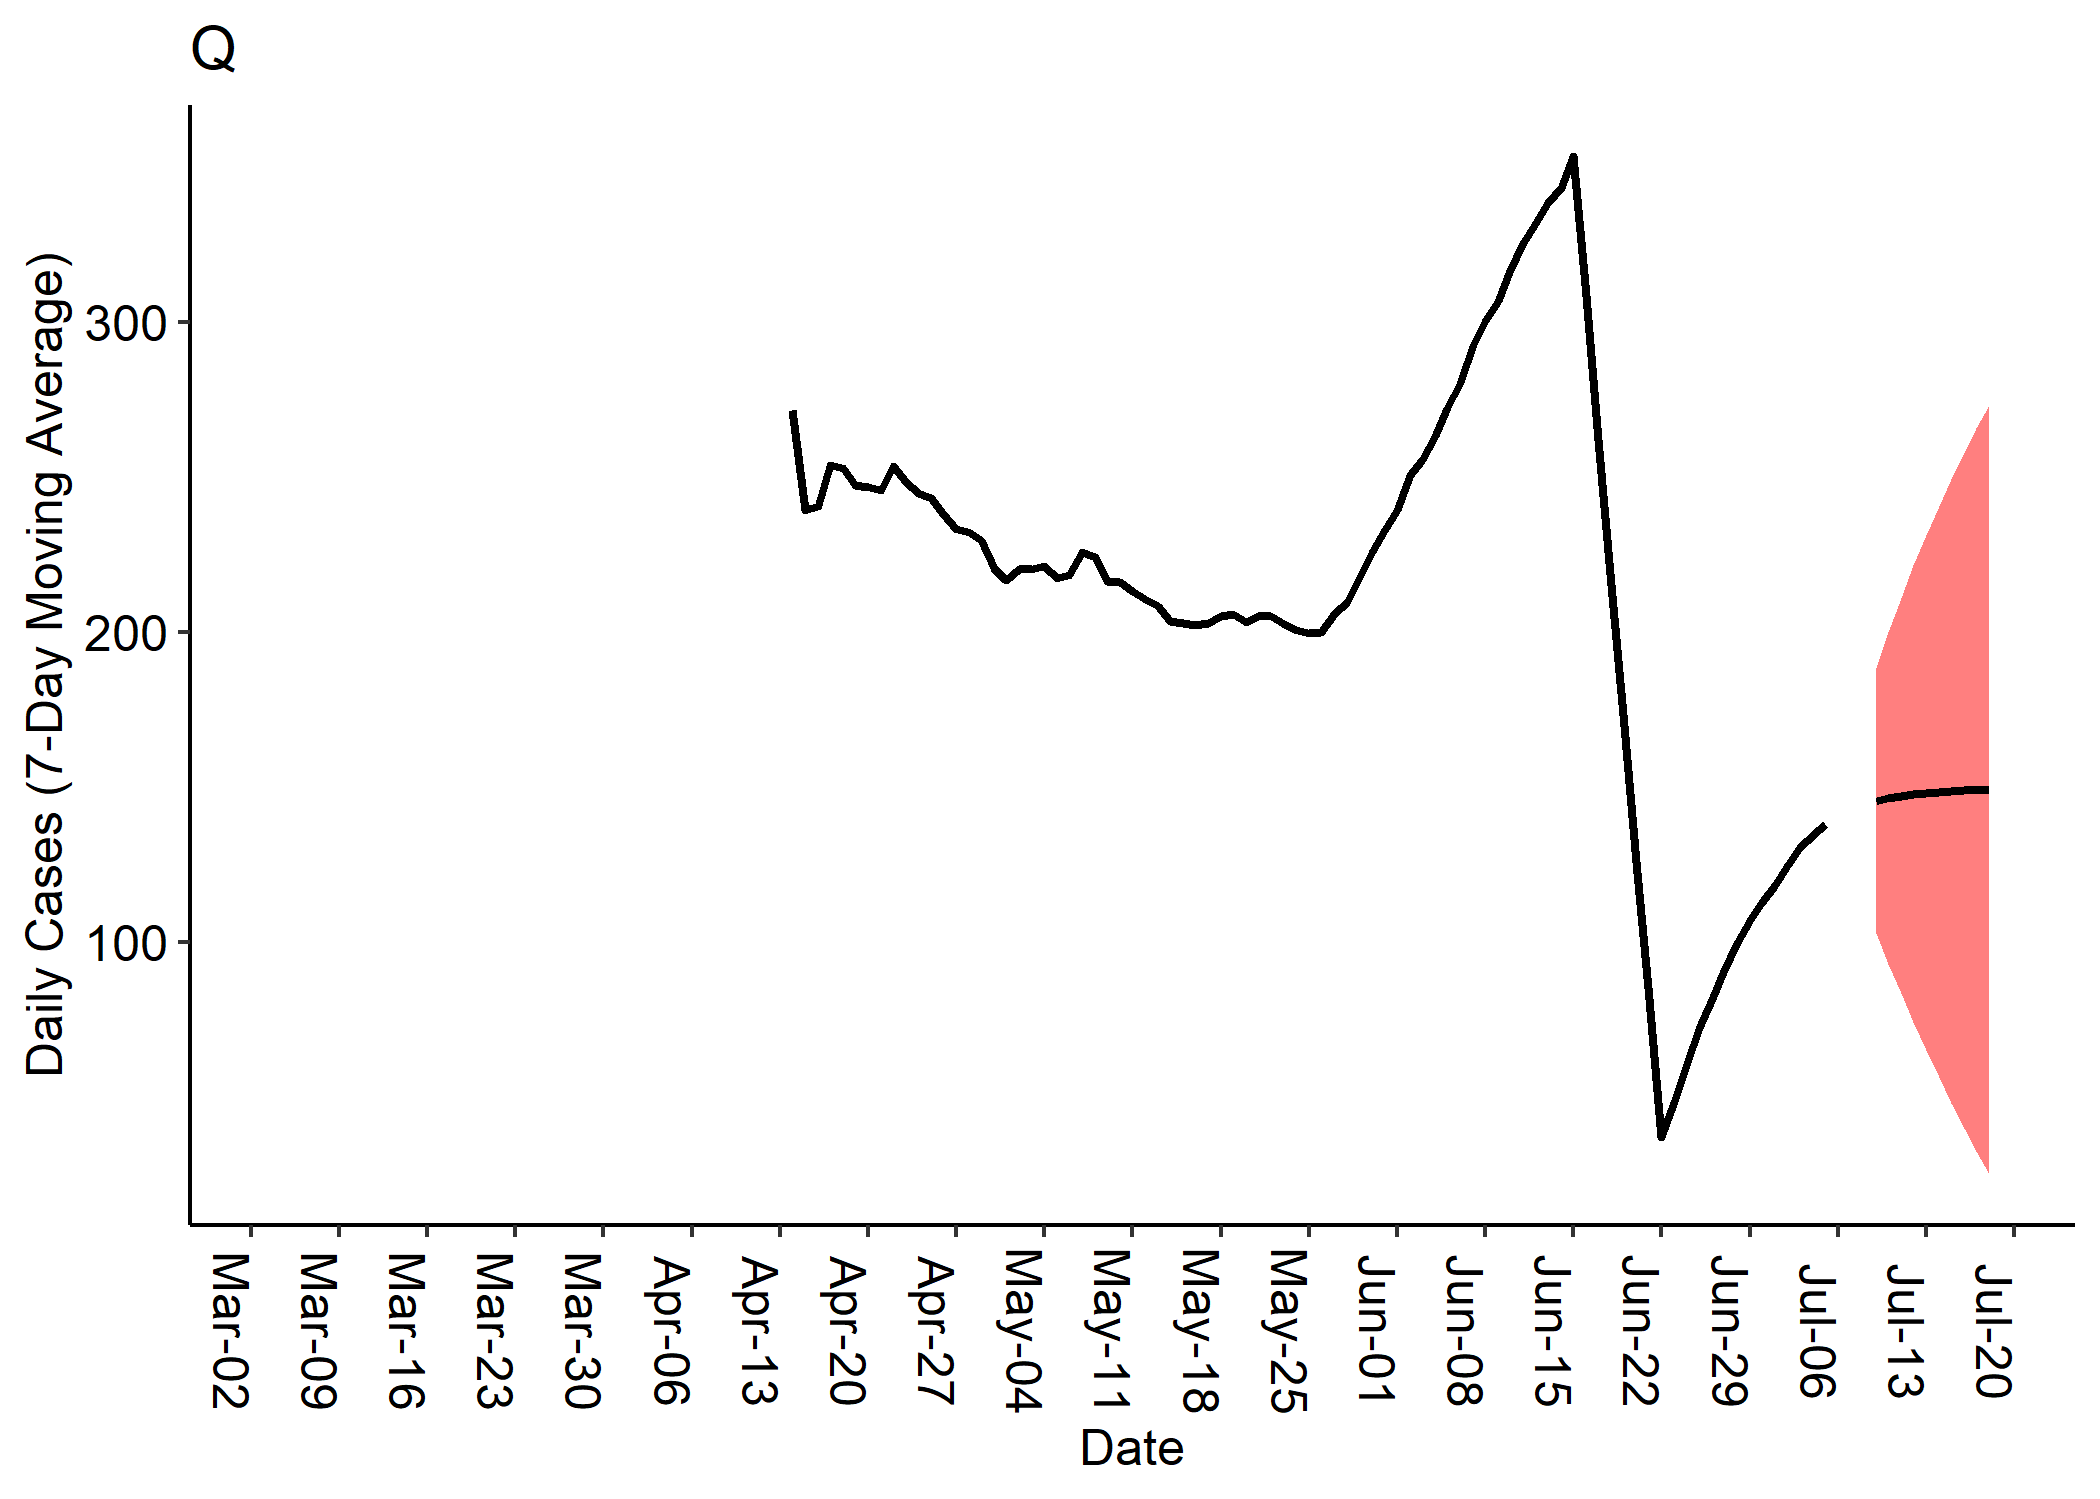 Q
Daily Cases (7-Day Moving Average)
300
200
100
Mar-02
Mar-09
Mar-16
Mar-23
Mar-30
Apr-06
Apr-13
Apr-20
Apr-27
May-04
May-11
May-18
May-25
Jun-01
Jun-08
Jun-15
Jun-22
Jun-29
Jul-06
Jul-13
Jul-20
Date